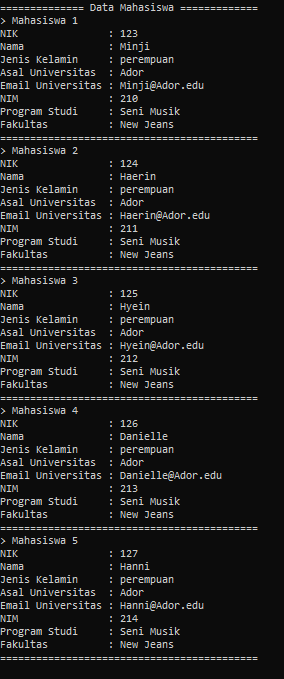 ============== Data Mahasiswa =============
> Mahasiswa 1
NIK : 123
Nama : Minji
Jenis Kelamin : perempuan
Asal Universitas : Ador
Email Universitas : Minji@Ador.edu
NIM : 210
Program Studi : Seni Musik
Fakultas : New Jeans
===========================================
> Mahasiswa 2
NIK : 124
Nama : Haerin
Jenis Kelamin : perempuan
Asal Universitas : Ador
Email Universitas : Haerin@Ador.edu
NIM : 211
Program Studi : Seni Musik
Fakultas : New Jeans
===========================================
> Mahasiswa 3
NIK : 125
Nama : Hyein
Jenis Kelamin : perempuan
Asal Universitas : Ador
Email Universitas : Hyein@Ador.edu
NIM : 212
Program Studi : Seni Musik
Fakultas : New Jeans
===========================================
> Mahasiswa 4
NIK : 126
Nama : Danielle
Jenis Kelamin : perempuan
Asal Universitas : Ador
Email Universitas : Danielle@Ador.edu
NIM : 213
Program Studi : Seni Musik
Fakultas : New Jeans
===========================================
> Mahasiswa 5
NIK : 127
Nama : Hanni
Jenis Kelamin : perempuan
Asal Universitas : Ador
Email Universitas : Hanni@Ador.edu
NIM : 214
Program Studi : Seni Musik
Fakultas : New Jeans
===========================================